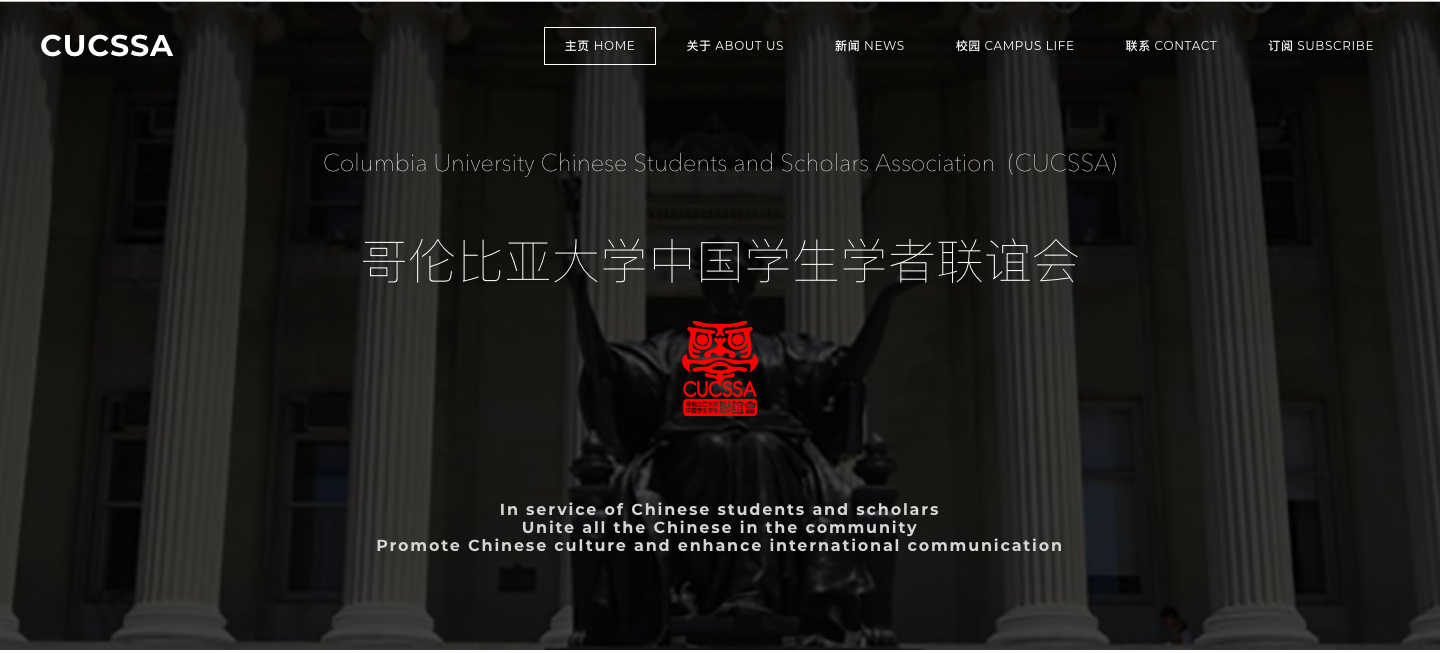 CUCSSA
主页 HOME
关于 ABOUT US
新闻 NEWS
校园 CAMPUS LIFE
联系 CONTACT
订阅 SUBSCRIBE
Columbia University Chinese Students and Scholars Association (CUCSSA)
哥伦比亚大学中国学生学者联谊会
CUCSSA
In service of Chinese students and scholars
Unite all the Chinese in the community
Promote Chinese culture and enhance international communication